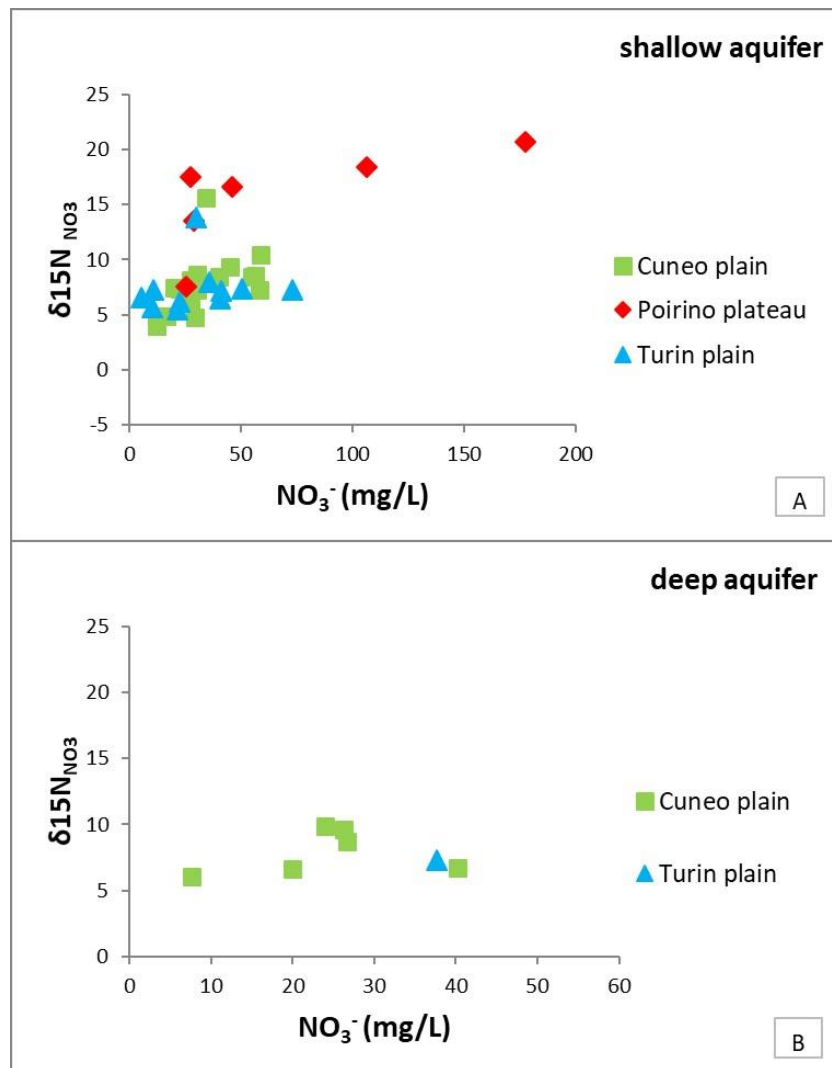 shallow aquifer
25
20
15
10
5
0
-5
δ15N NO3
0 50 100 150 200
NO3- (mg/L)
Cuneo plain
Poirino plateau
Turin plain
A
deep aquifer
25
20
15
10
5
0
δ15NNO3
0 10 20 30 40 50 60
NO3- (mg/L)
Cuneo plain
Turin plain
B